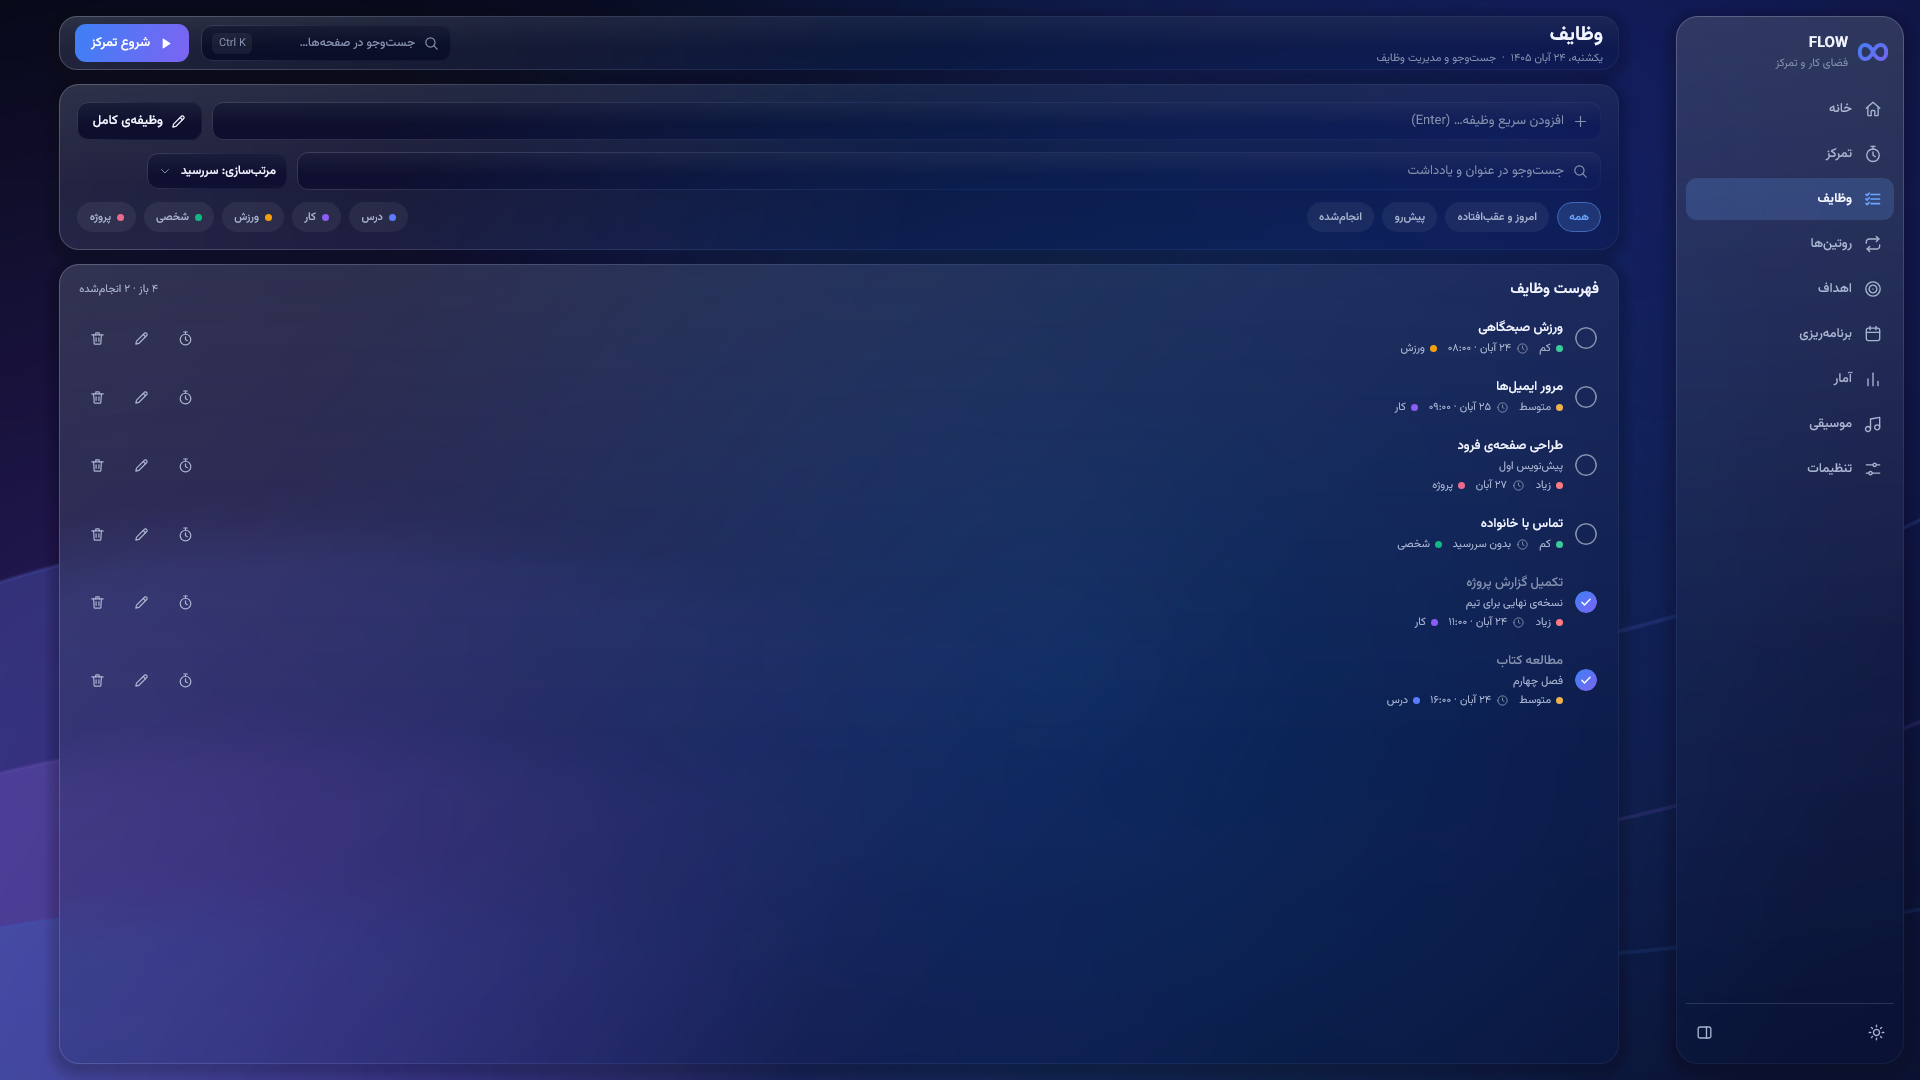 FLOW
فضای کار و تمرکز
خانه
تمرکز
وظایف
روتین‌ها
اهداف
برنامه‌ریزی
آمار
موسیقی
تنظیمات
وظایف
یکشنبه، ۲۴ آبان ۱۴۰۵ · جست‌وجو و مدیریت وظایف
جست‌وجو در صفحه‌ها... Ctrl K
شروع تمرکز
افزودن سریع وظیفه... (Enter)
وظیفه‌ی کامل
جست‌وجو در عنوان و یادداشت
مرتب‌سازی: سررسید
همه امروز و عقب‌افتاده پیش‌رو انجام‌شده
درس کار ورزش شخصی پروژه
فهرست وظایف
۴ باز · ۲ انجام‌شده
ورزش صبحگاهی
کم ۲۴ آبان · ۰۸:۰۰ ورزش
مرور ایمیل‌ها
متوسط ۲۵ آبان · ۰۹:۰۰ کار
طراحی صفحه‌ی فرود
پیش‌نویس اول
زیاد ۲۷ آبان پروژه
تماس با خانواده
کم بدون سررسید شخصی
تکمیل گزارش پروژه
نسخه‌ی نهایی برای تیم
زیاد ۲۴ آبان · ۱۱:۰۰ کار
مطالعه کتاب
فصل چهارم
متوسط ۲۴ آبان · ۱۶:۰۰ درس